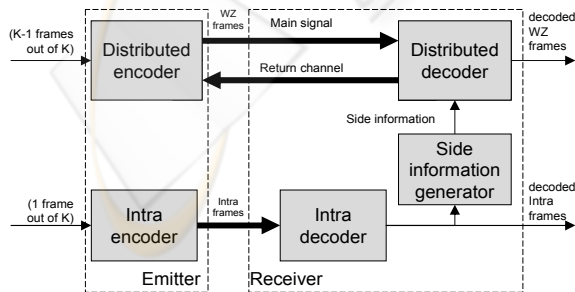 (K-1 frames
out of K)
Distributed
encoder
WZ
frames
Main signal
Return channel
Distributed
decoder
decoded
WZ
frames
Side information
Side
information
generator
(1 frame
out of K)
Intra
encoder
Intra
frames
Intra
decoder
decoded
Intra
frames
Emitter
Receiver